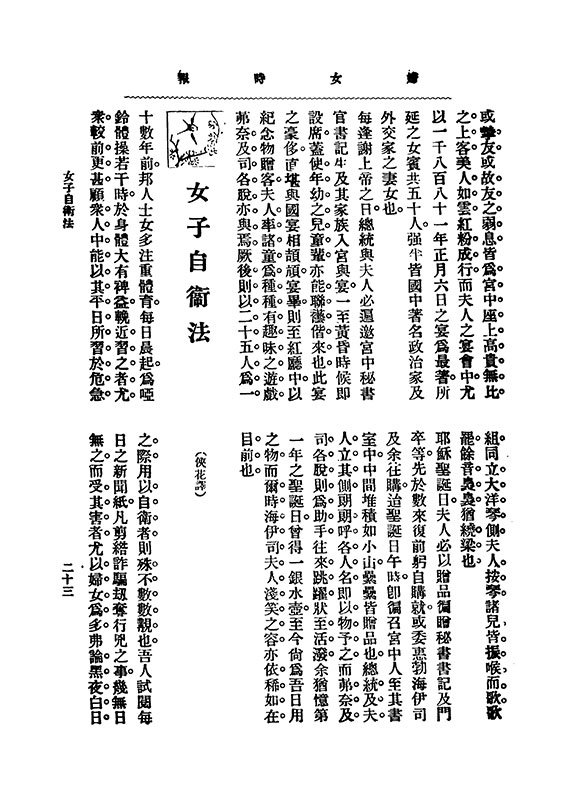 婦女時報
或摯友或故友之弱息皆爲宮中座上高貴無比
之上客。美人如雲紅粉成行而夫人之宴會中尤
以一千八百八十一年正月六日之宴爲最著。所
延之女賓共五十人。強半皆國中著名政治家及
外交家之妻女也。
每逢謝上帝之日。總統與夫人必遍邀宮中秘書
官書記生及其家族入宮與宴。一至黃昏時候即
設席。蓋使年幼之兒童輩亦能聯翩偕來也。此宴
之豪侈。直堪與國宴相頡頏。宴畢則至紅廳中。以
紀念物贈客。夫人率諸童爲種種有趣味之遊戲。
茀奈及司各脫亦與焉。厥後則以二十五人爲一
組。同立大洋琴側。夫人按琴。諸兒皆振喉而歌。歌
罷。餘音裊裊。猶繞梁也。
耶穌聖誕日。夫人必以贈品徧贈秘書書記及門
卒等。先於數來復前躬自購就。或委惠勃海伊司
及余往購。迨聖誕日午時。即徧召宮中人至其書
室中。中間堆積如小山。纍纍皆贈品也。總統及夫
人立其側。朗朗呼各人名。即以物予之。而茀奈及
司各脫則爲助手。往來跳躍。狀至活潑。余猶憶第
一年之聖誕日。曾得一銀水壺。至今尚爲吾日用
之物。而爾時海伊司夫人淺笑之容。亦依稀如在
目前也。
女子自衞法
（俠花譯）
十數年前。邦人士女多注重體育。每日晨起。爲啞
鈴體操若干時。於身體大有裨益。輓近習之者尤
衆。較前更甚。顧衆人中能以其平日所習。於危急
之際。用以自衞者。則殊不數數覯也。吾人試閱每
日之新聞紙。凡剪綹詐騙刼奪行兇之事。幾無日
無之。而受其害者。尤以婦女爲多。弗論黑夜白日
女子自衞法
二十三